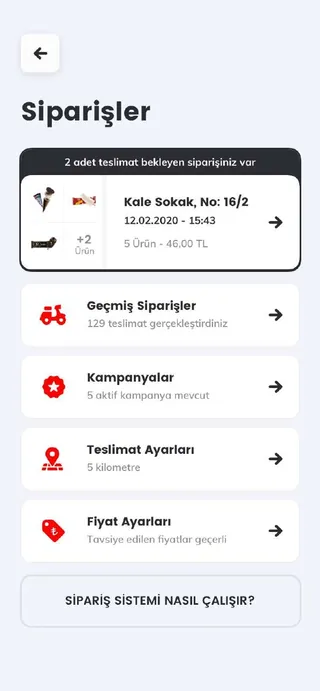 Siparişler
2 adet teslimat bekleyen siparişiniz var
Kale Sokak, No: 16/2
12.02.2020 - 15:43
+2
Ürün
5 Ürün - 46,00 TL
Geçmiş Siparişler
129 teslimat gerçekleştirdiniz
Kampanyalar
5 aktif kampanya mevcut
Teslimat Ayarları
5 kilometre
Fiyat Ayarları
Tavsiye edilen fiyatlar geçerli
SİPARİŞ SİSTEMİ NASIL ÇALIŞIR?